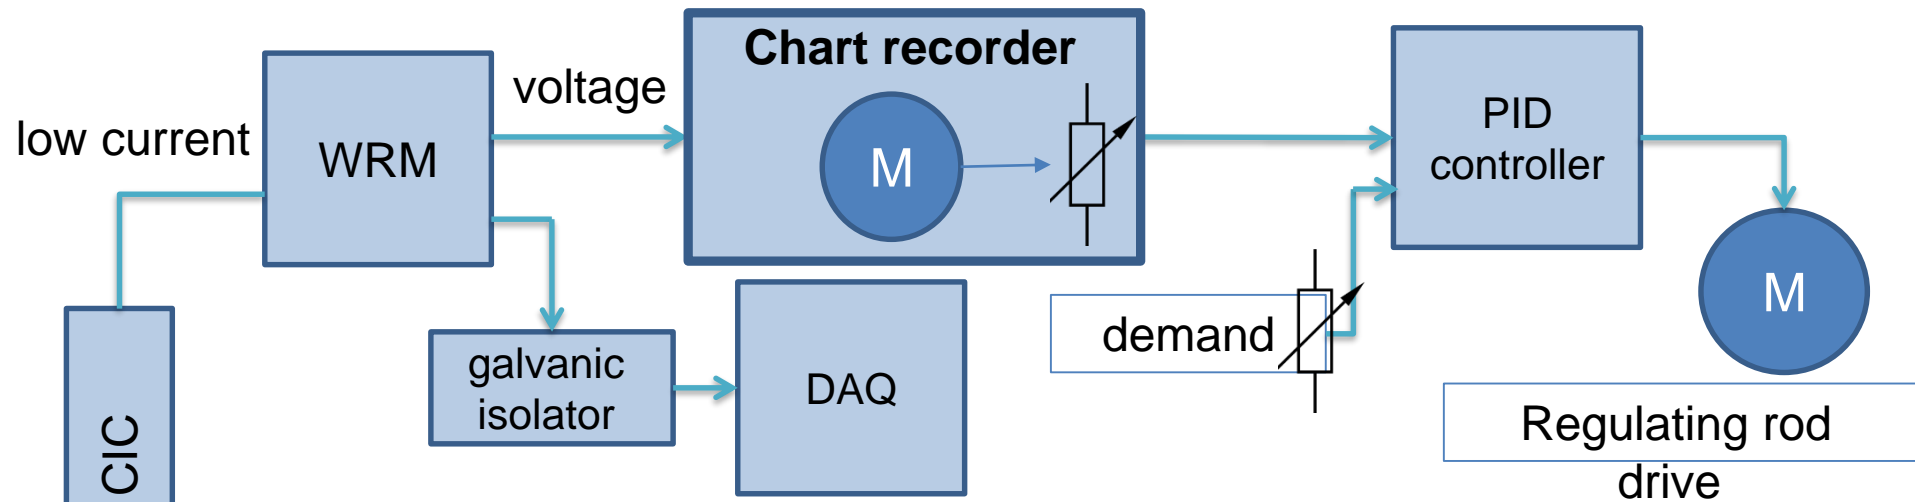 Chart recorder
voltage
low current
WRM
M
PID
controller
M
demand
galvanic
isolator
DAQ
CIC
Regulating rod
drive